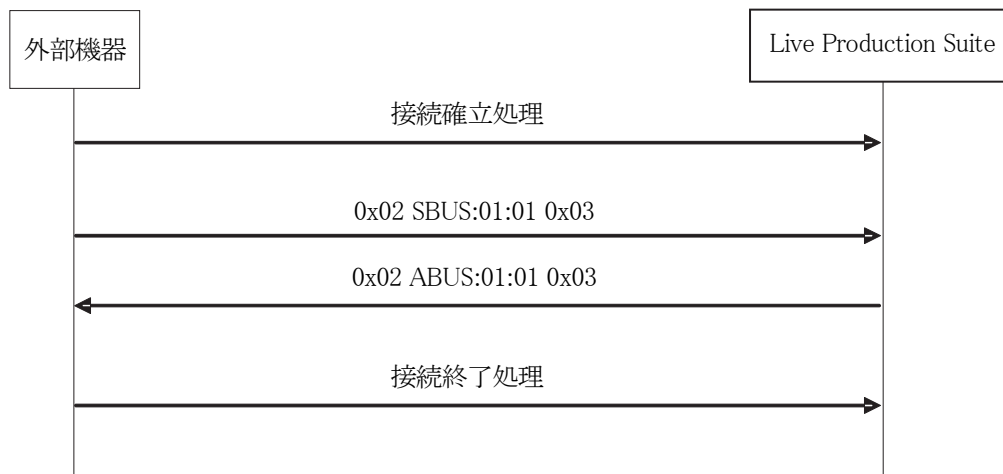 外部機器
Live Production Suite
接続確立処理
0x02 SBUS:01:01 0x03
0x02 ABUS:01:01 0x03
接続終了処理